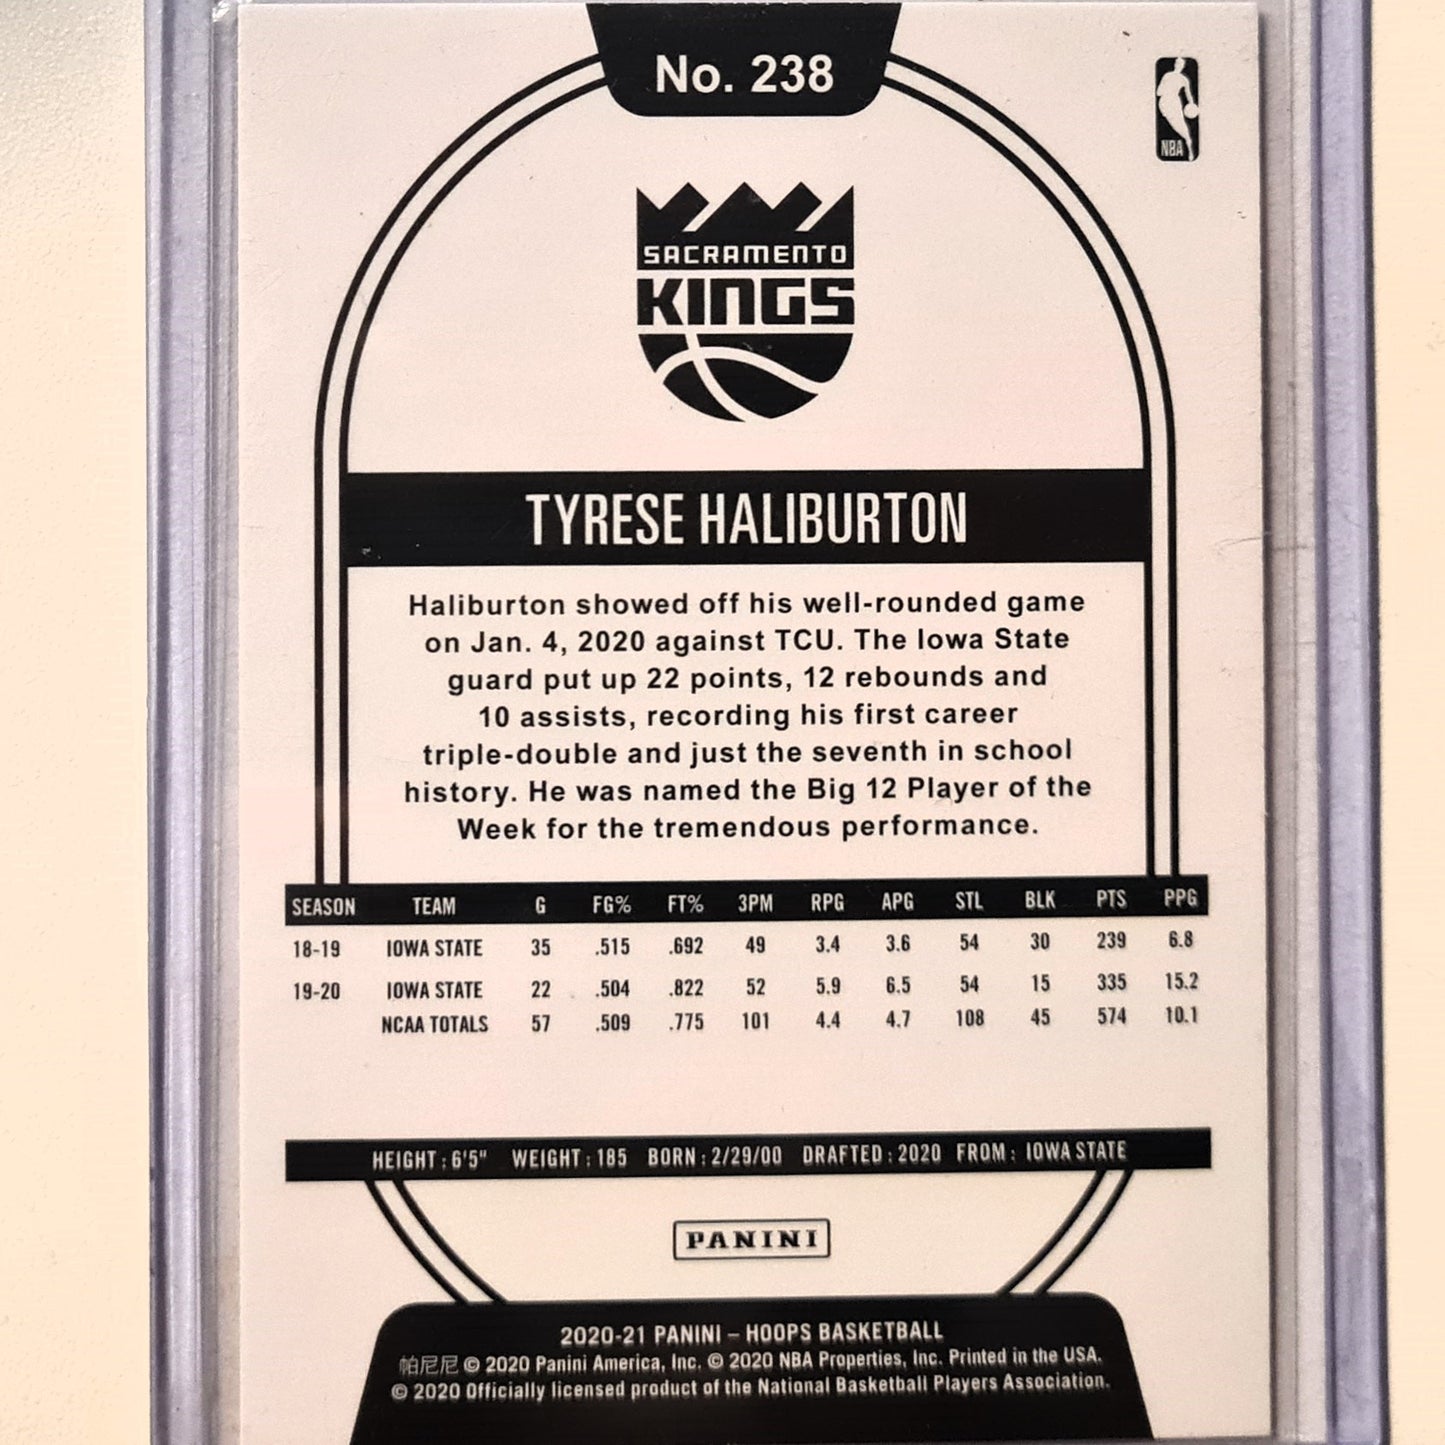 No. 238
NBA
SACRAMENTO
KINGS
TYRESE HALIBURTON
Haliburton showed off his well-rounded game
on Jan. 4, 2020 against TCU. The Iowa State
guard put up 22 points, 12 rebounds and
10 assists, recording his first career
triple-double and just the seventh in school
history. He was named the Big 12 Player of the
Week for the tremendous performance.
SEASON TEAM G FG% FT% 3PM RPG APG STL BLK PTS PPG
18-19 IOWA STATE 35 .515 .692 49 3.4 3.6 54 30 239 6.8
19-20 IOWA STATE 22 .504 .822 52 5.9 6.5 54 15 335 15.2
NCAA TOTALS 57 .509 .775 101 4.4 4.7 108 45 574 10.1
HEIGHT : 6'5" WEIGHT : 185 BORN : 2/29/00 DRAFTED : 2020 FROM : IOWA STATE
PANINI
2020-21 PANINI – HOOPS BASKETBALL
帕尼尼 © 2020 Panini America, Inc. © 2020 NBA Properties, Inc. Printed in the USA.
© 2020 Officially licensed product of the National Basketball Players Association.